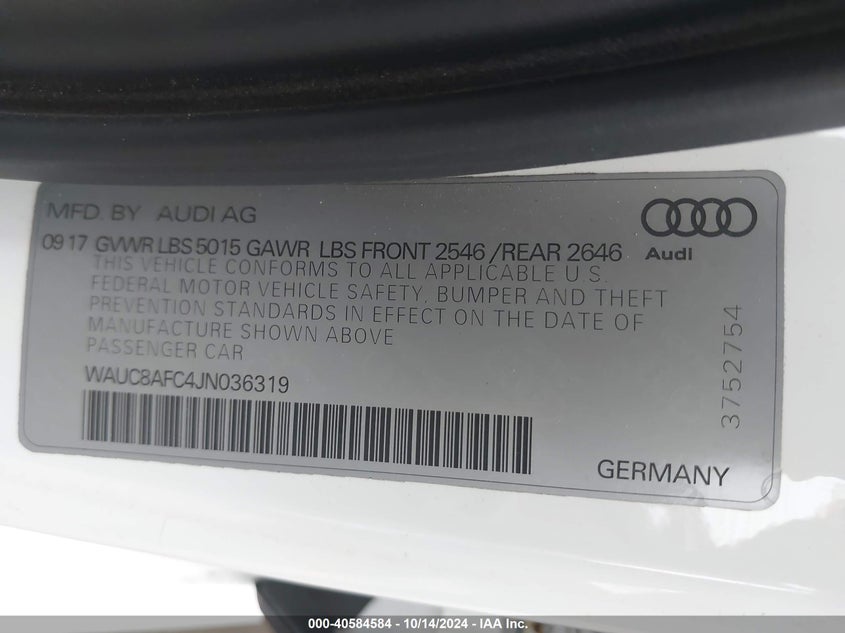 MFD. BY AUDI AG
09 17 GVWR LBS 5015 GAWR LBS FRONT 2546 /REAR 2646
Audi
THIS VEHICLE CONFORMS TO ALL APPLICABLE U S.
FEDERAL MOTOR VEHICLE SAFETY, BUMPER AND THEFT
PREVENTION STANDARDS IN EFFECT ON THE DATE OF
MANUFACTURE SHOWN ABOVE
PASSENGER CAR
WAUC8AFC4JN036319
3752754
GERMANY
000-40584584 - 10/14/2024 - IAA Inc.